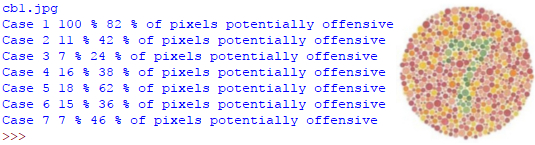 cb1.jpg
Case 1 100 % 82 % of pixels potentially offensive
Case 2 11 % 42 % of pixels potentially offensive
Case 3 7 % 24 % of pixels potentially offensive
Case 4 16 % 38 % of pixels potentially offensive
Case 5 18 % 62 % of pixels potentially offensive
Case 6 15 % 36 % of pixels potentially offensive
Case 7 7 % 46 % of pixels potentially offensive
>>>
7